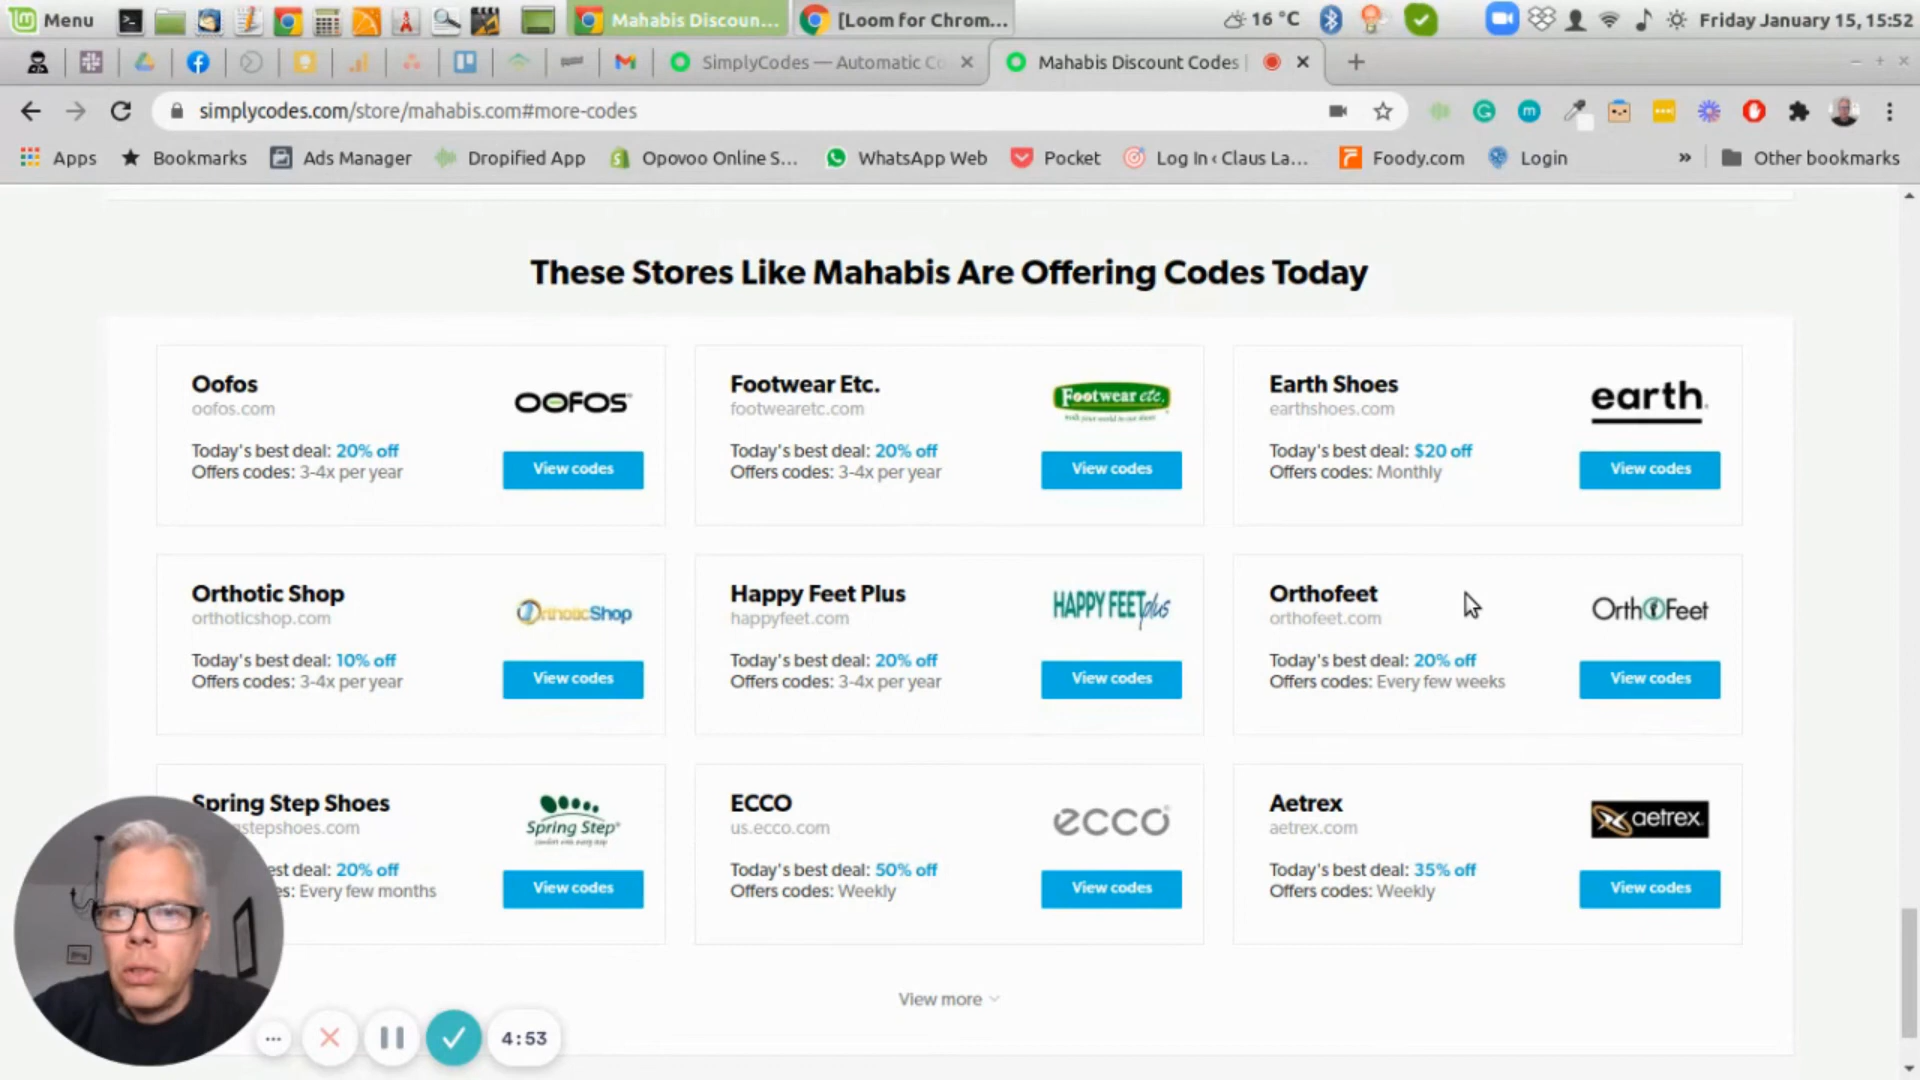 Menu
Mahabis Discoun...
[Loom for Chrom...
16 °C
Friday January 15, 15:52
SimplyCodes — Automatic Co
Mahabis Discount Codes |
simplycodes.com/store/mahabis.com#more-codes
Apps
Bookmarks
Ads Manager
Dropified App
Opovoo Online S...
WhatsApp Web
Pocket
Log In ‹ Claus La...
Foody.com
Login
»
Other bookmarks
These Stores Like Mahabis Are Offering Codes Today
Oofos
oofos.com
OOFOS
Today's best deal: 20% off
Offers codes: 3-4x per year
View codes
Footwear Etc.
footwearetc.com
Footwear etc.
Today's best deal: 20% off
Offers codes: 3-4x per year
View codes
Earth Shoes
earthshoes.com
earth.
Today's best deal: $20 off
Offers codes: Monthly
View codes
Orthotic Shop
orthoticshop.com
OrthoticShop
Today's best deal: 10% off
Offers codes: 3-4x per year
View codes
Happy Feet Plus
happyfeet.com
HAPPY FEET plus
Today's best deal: 20% off
Offers codes: 3-4x per year
View codes
Orthofeet
orthofeet.com
OrthoFeet
Today's best deal: 20% off
Offers codes: Every few weeks
View codes
Spring Step Shoes
stepshoes.com
Spring Step
est deal: 20% off
es: Every few months
View codes
ECCO
us.ecco.com
ecco
Today's best deal: 50% off
Offers codes: Weekly
View codes
Aetrex
aetrex.com
aetrex
Today's best deal: 35% off
Offers codes: Weekly
View codes
View more
4:53